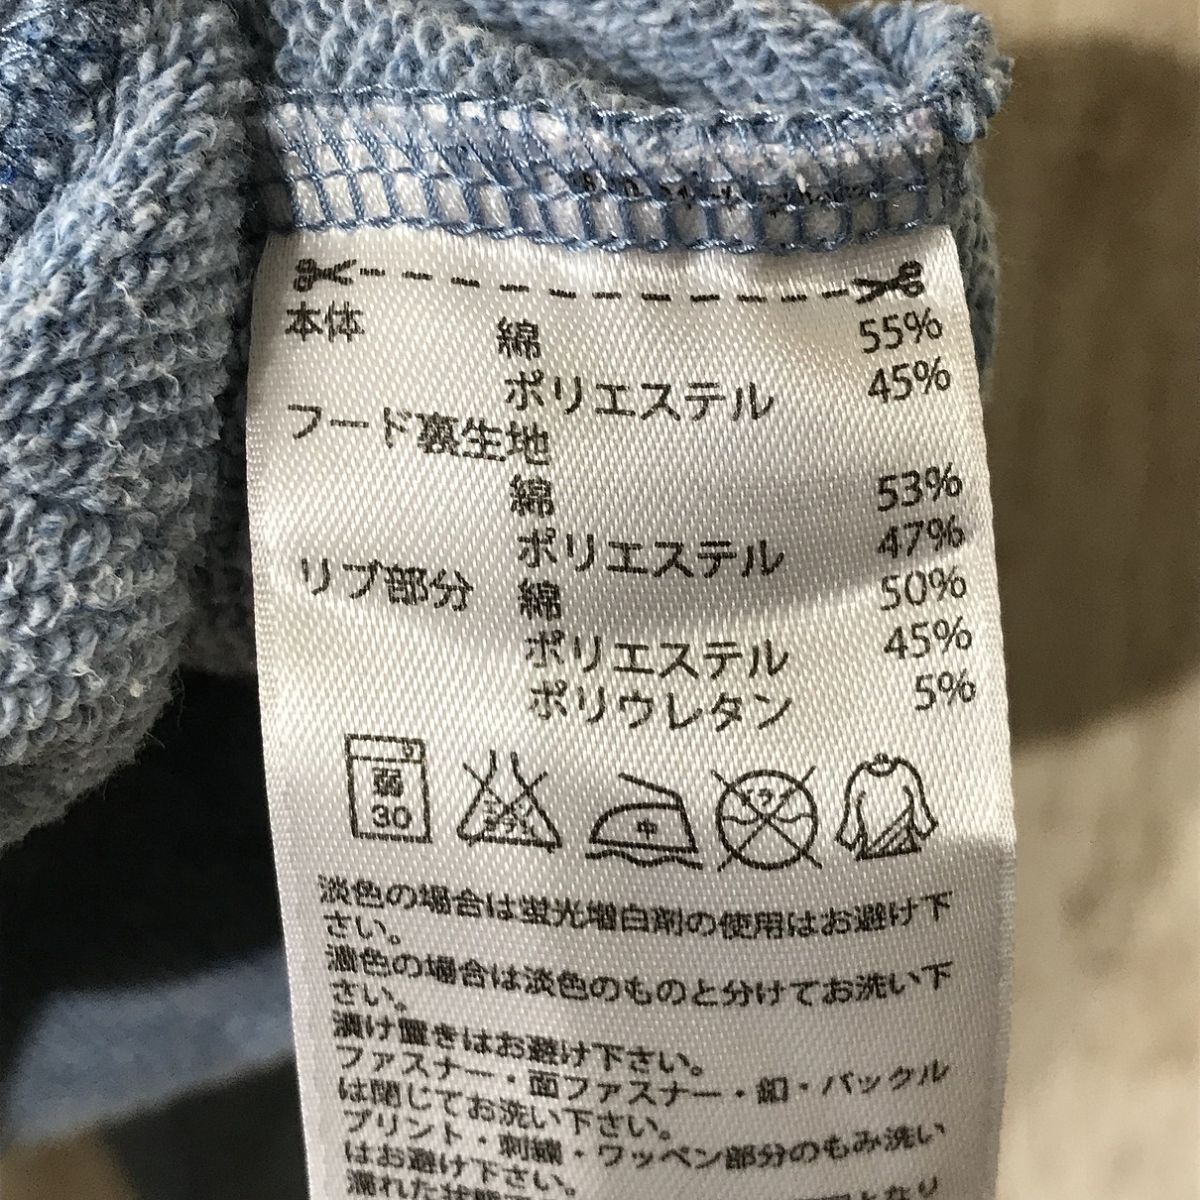 本体 綿 55%
ポリエステル 45%
フード裏生地
綿 53%
ポリエステル 47%
リブ部分 綿 50%
ポリエステル 45%
ポリウレタン 5%
弱
30
中
淡色の場合は蛍光増白剤の使用はお避け下
さい。
濃色の場合は淡色のものと分けてお洗い下
さい。
漬け置きはお避け下さい。
ファスナー・面ファスナー・釦・バックル
は閉じてお洗い下さい。
プリント・刺繍・ワッペン部分のもみ洗い
はお避け下さい。
濡れた状態
となり